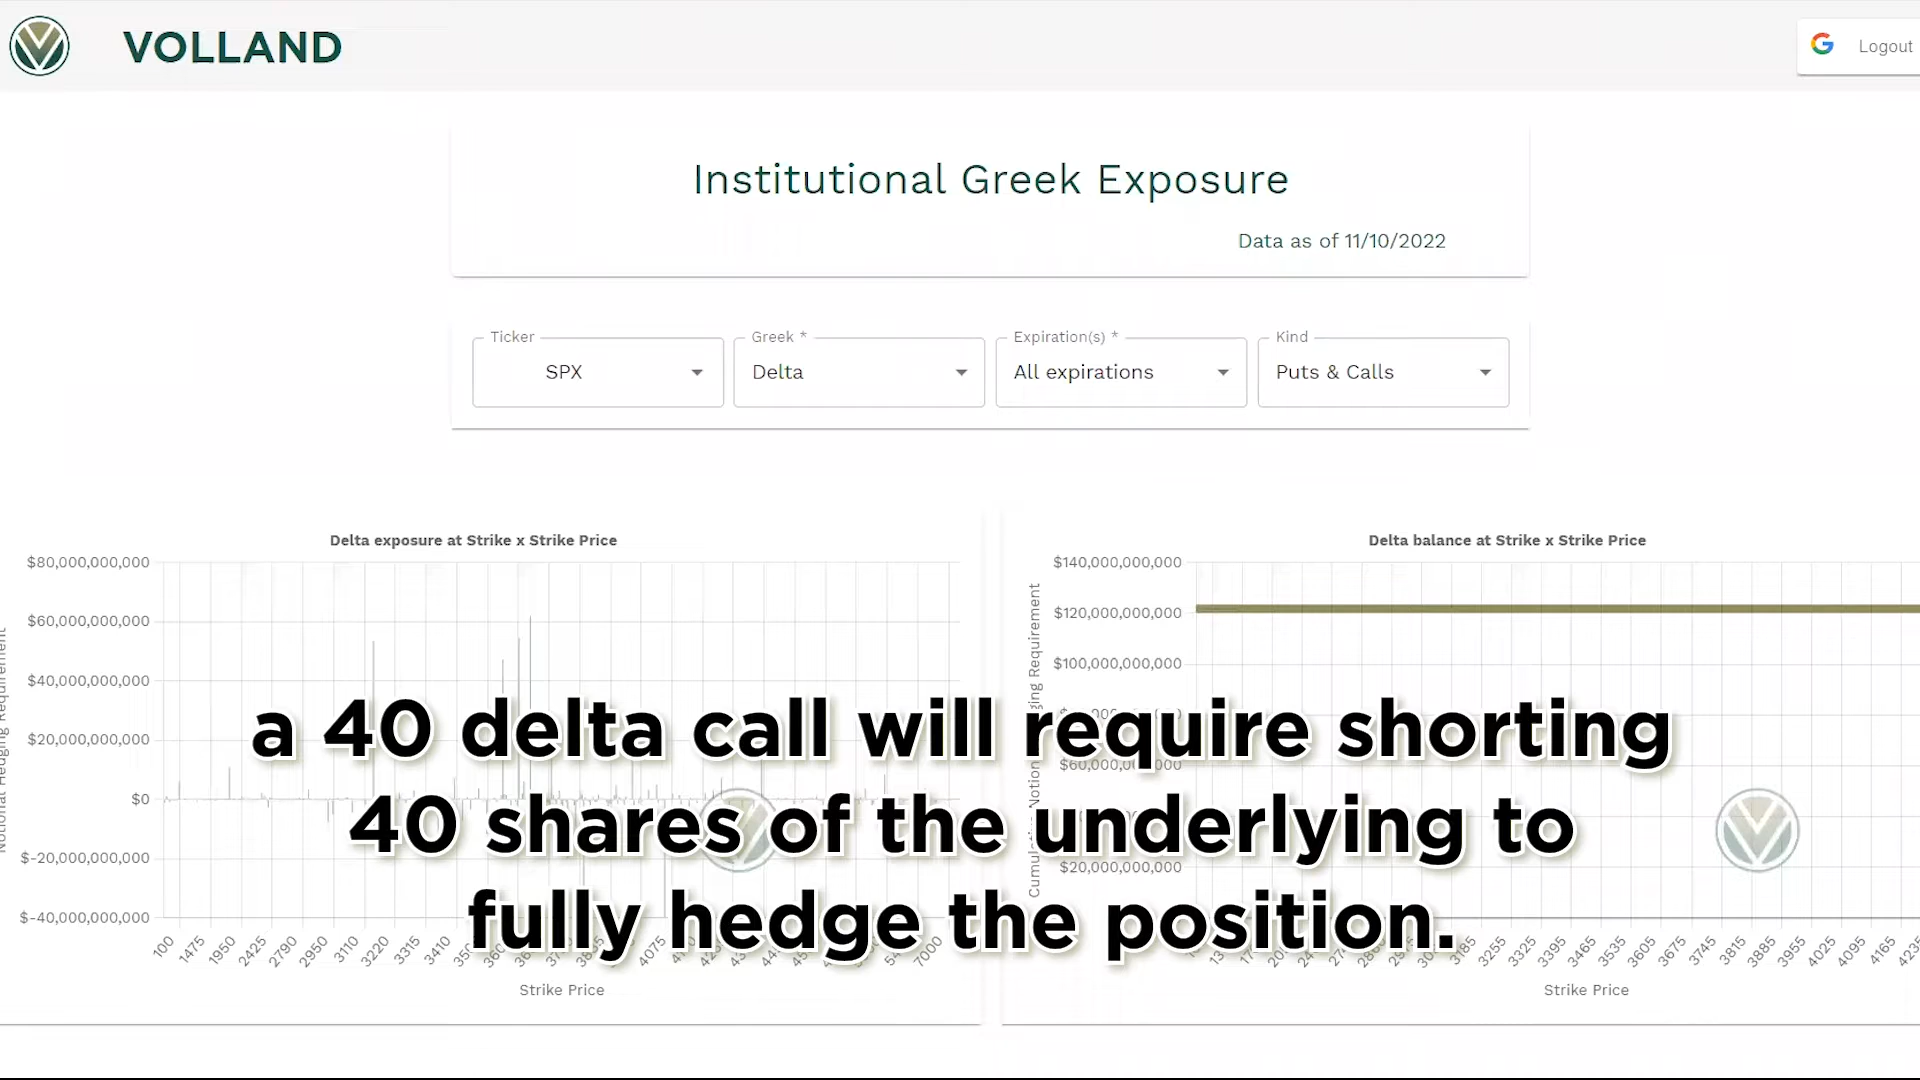 VOLLAND
Logout
Institutional Greek Exposure
Data as of 11/10/2022
Ticker
SPX
Greek *
Delta
Expiration(s) *
All expirations
Kind
Puts & Calls
Delta exposure at Strike x Strike Price
$80,000,000,000
$60,000,000,000
$40,000,000,000
$20,000,000,000
$0
$-20,000,000,000
$-40,000,000,000
100
1475
1950
2425
2790
2950
3110
3220
3315
3410
4075
7000
Strike Price
Delta balance at Strike x Strike Price
$140,000,000,000
$120,000,000,000
$100,000,000,000
$60,000,000,000
$20,000,000,000
3185
3255
3325
3395
3465
3535
3605
3675
3745
3815
3885
3955
4025
4095
4165
Strike Price
a 40 delta call will require shorting
40 shares of the underlying to
fully hedge the position.